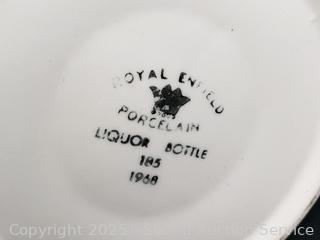 ROYAL ENFIELD
PORCELAIN
LIQUOR BOTTLE
185
1968
Copyright 2025